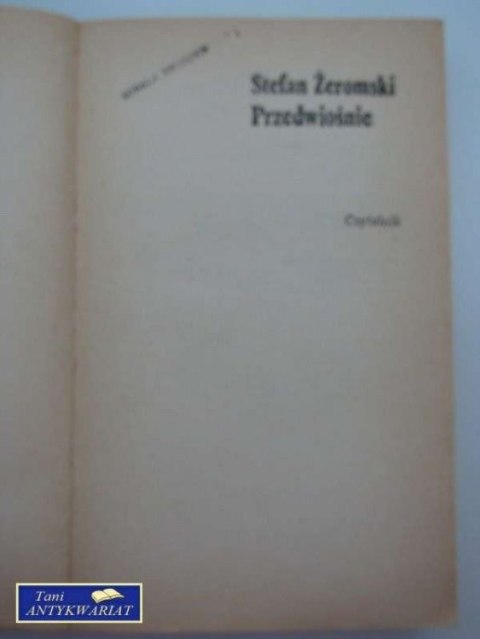 Stefan Żeromski
Przedwiośnie
Czytelnik
Tani
ANTYKWARIAT